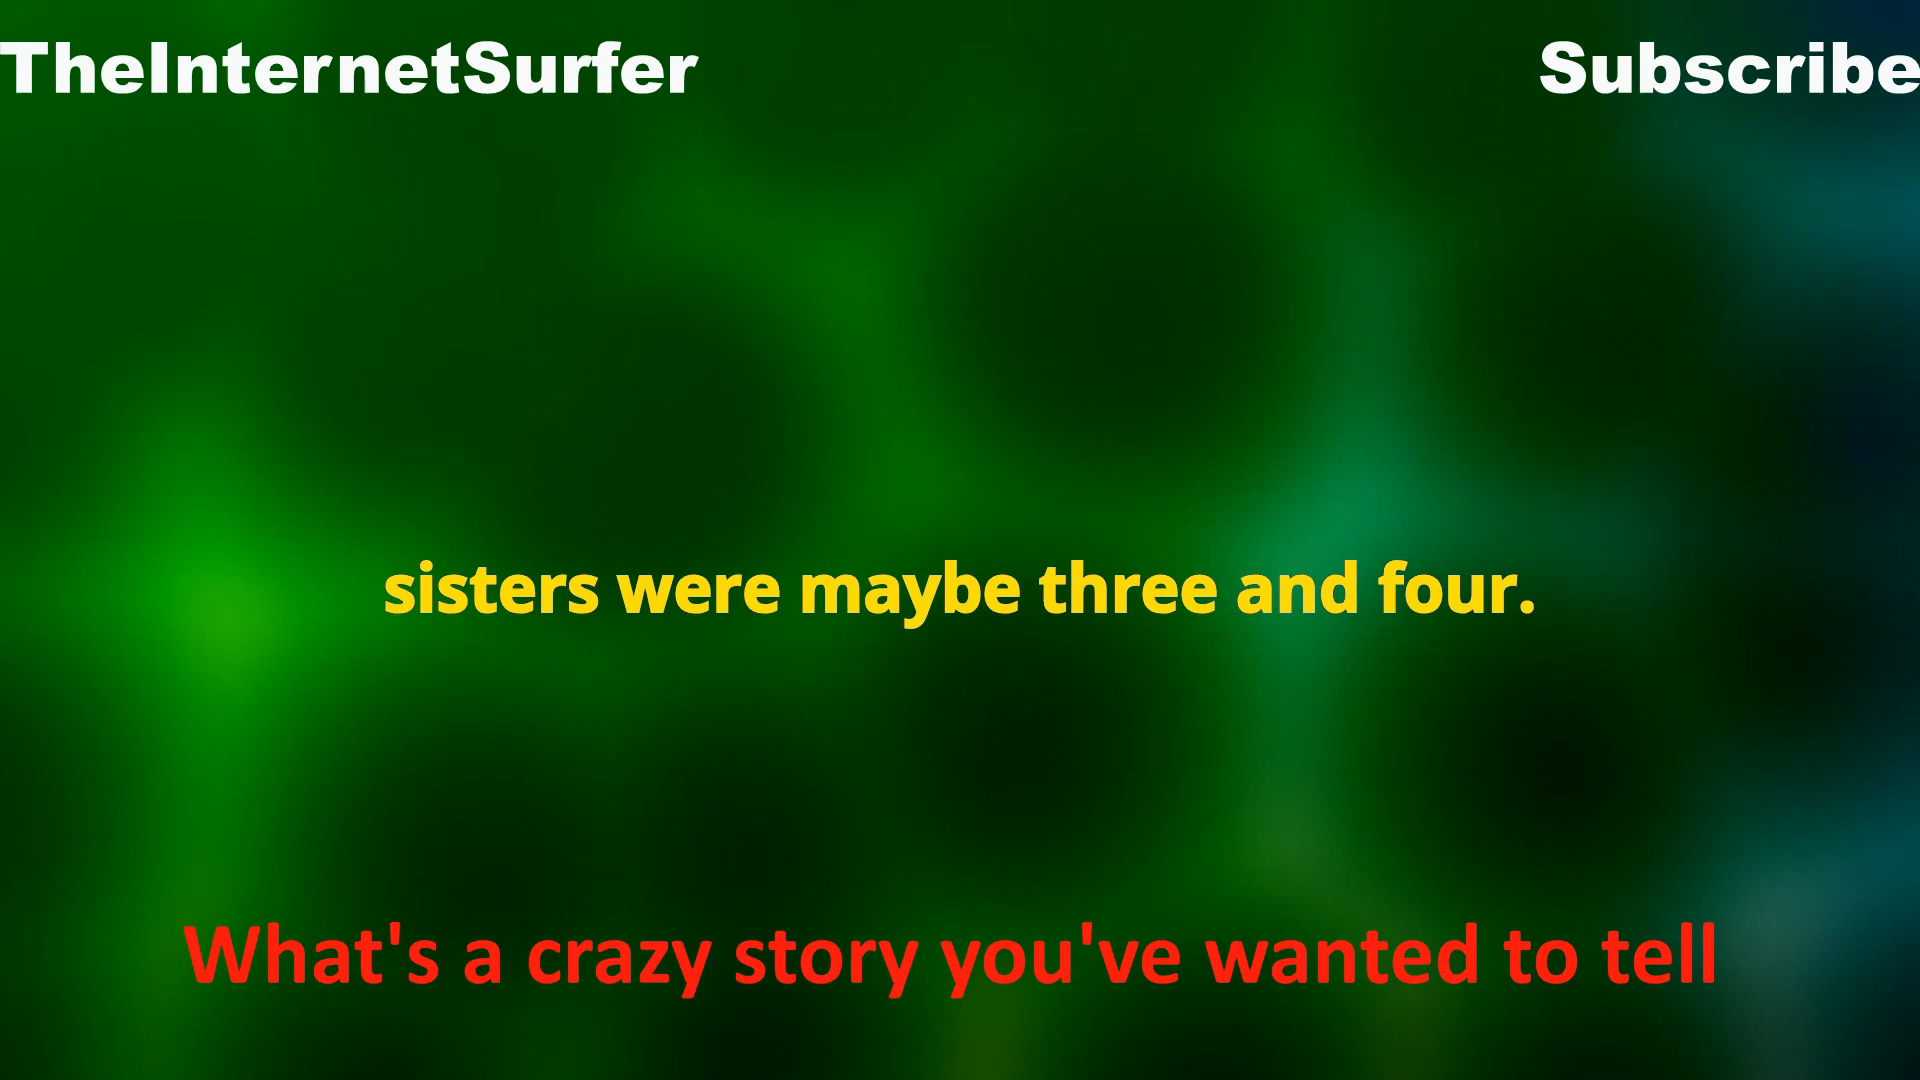 TheInternetSurfer
Subscribe
sisters were maybe three and four.
What's a crazy story you've wanted to tell